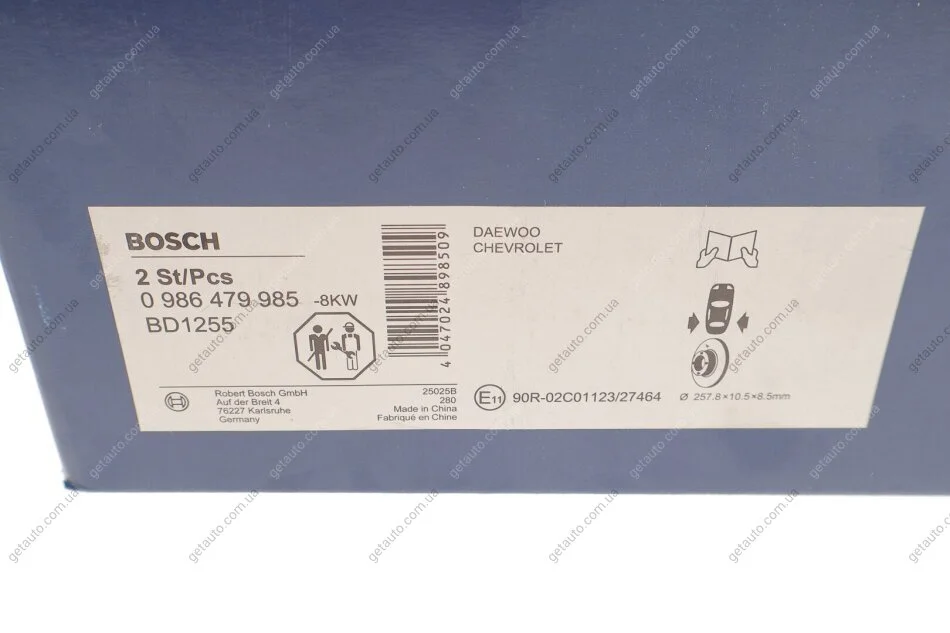 BOSCH
2 St/Pcs
0 986 479 985 -8KW
BD1255
4 047024 898509
Robert Bosch GmbH
Auf der Breit 4
76227 Karlsruhe
Germany
25025B
280
Made in China
Fabriqué en Chine
DAEWOO
CHEVROLET
E11 90R-02C01123/27464
Ø 257.8×10.5×8.5mm
getauto.com.ua